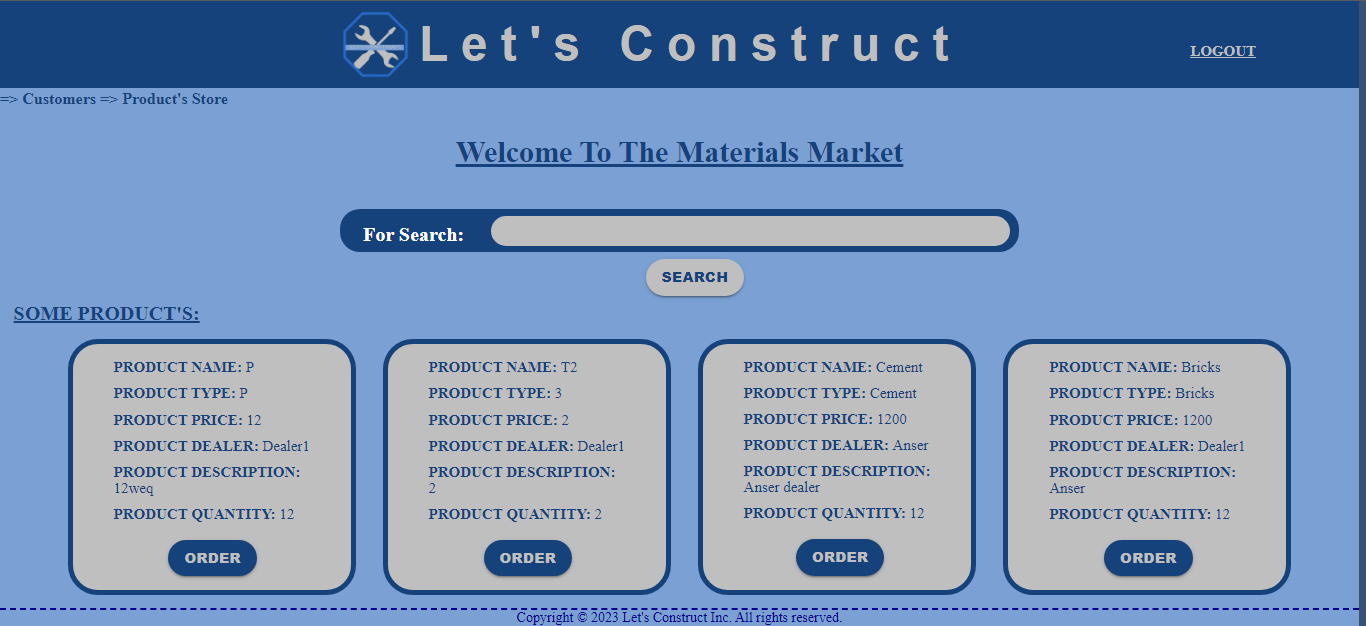 Let's Construct
LOGOUT
=> Customers => Product's Store
Welcome To The Materials Market
For Search:
SEARCH
SOME PRODUCT'S:
PRODUCT NAME: P
PRODUCT TYPE: P
PRODUCT PRICE: 12
PRODUCT DEALER: Dealer1
PRODUCT DESCRIPTION:
12weq
PRODUCT QUANTITY: 12
ORDER
PRODUCT NAME: T2
PRODUCT TYPE: 3
PRODUCT PRICE: 2
PRODUCT DEALER: Dealer1
PRODUCT DESCRIPTION:
2
PRODUCT QUANTITY: 2
ORDER
PRODUCT NAME: Cement
PRODUCT TYPE: Cement
PRODUCT PRICE: 1200
PRODUCT DEALER: Anser
PRODUCT DESCRIPTION:
Anser dealer
PRODUCT QUANTITY: 12
ORDER
PRODUCT NAME: Bricks
PRODUCT TYPE: Bricks
PRODUCT PRICE: 1200
PRODUCT DEALER: Dealer1
PRODUCT DESCRIPTION:
Anser
PRODUCT QUANTITY: 12
ORDER
Copyright © 2023 Let's Construct Inc. All rights reserved.